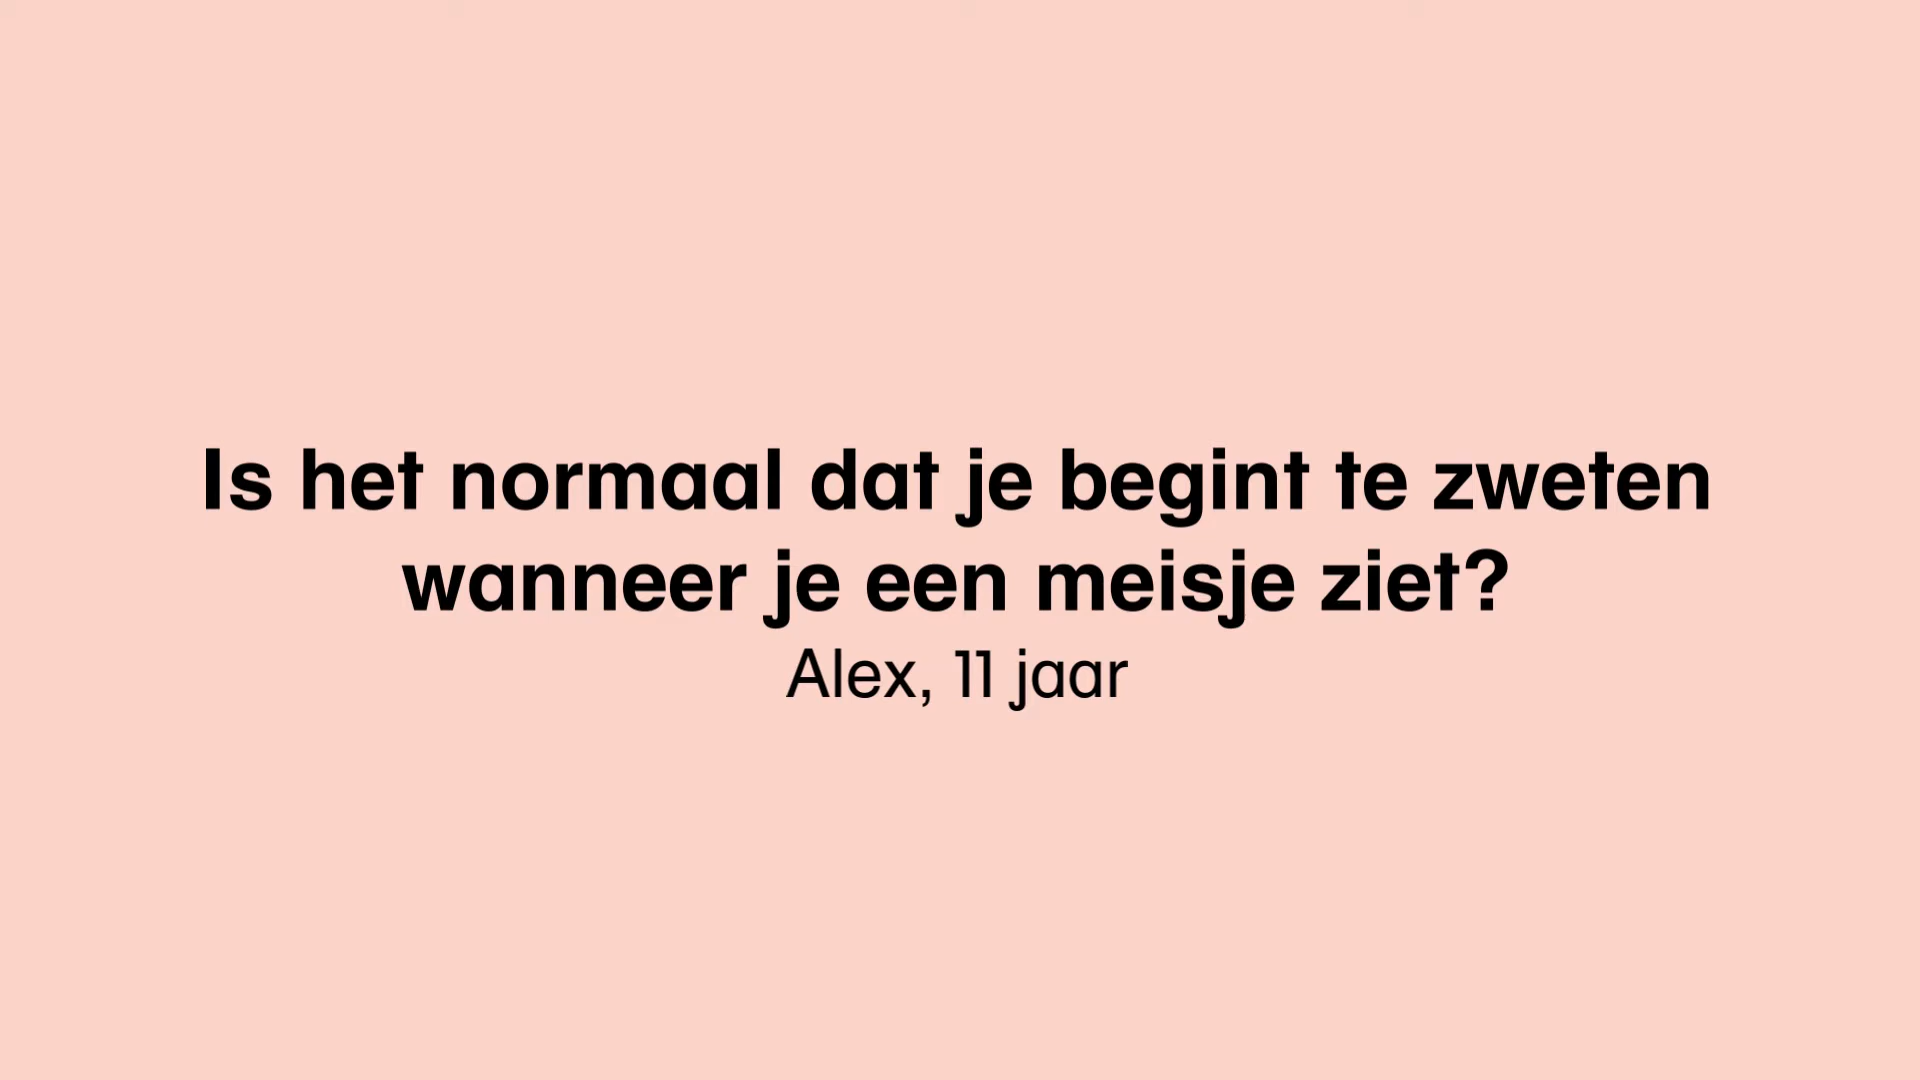 Is het normaal dat je begint te zweten
wanneer je een meisje ziet?
Alex, 11 jaar